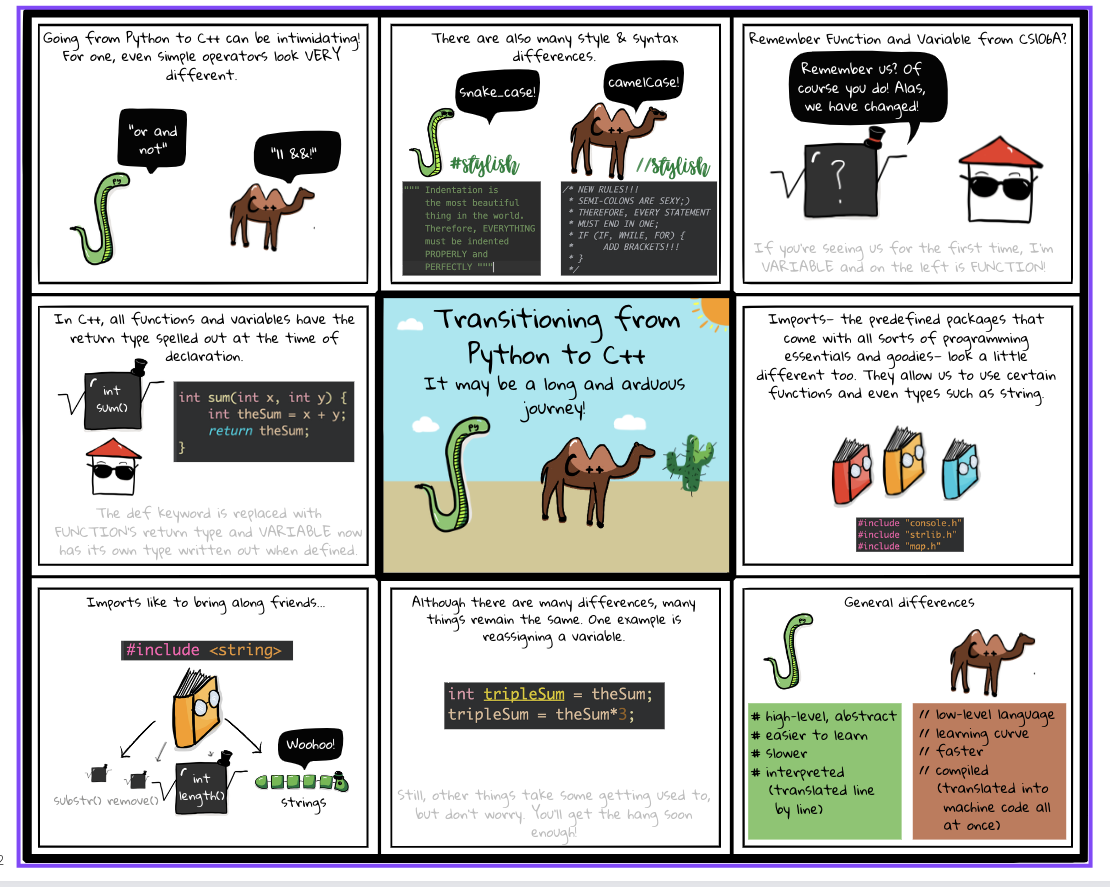 Going from Python to C++ can be intimidating!
For one, even simple operators look VERY
different.
"or and
not"
"|| &&!"
py
C++
There are also many style & syntax
differences.
snake_case!
camelCase!
C++
#stylish
//stylish
""" Indentation is
the most beautiful
thing in the world.
Therefore, EVERYTHING
must be indented
PROPERLY and
PERFECTLY """
/* NEW RULES!!!
* SEMI-COLONS ARE SEXY;)
* THEREFORE, EVERY STATEMENT
* MUST END IN ONE;
* IF (IF, WHILE, FOR) {
* ADD BRACKETS!!!
* }
*/
Remember Function and Variable from CS106A?
Remember us? Of
course you do! Alas,
we have changed!
?
If you're seeing us for the first time, I'm
VARIABLE and on the left is FUNCTION!
In C++, all functions and variables have the
return type spelled out at the time of
declaration.
int
sum()
int sum(int x, int y) {
int theSum = x + y;
return theSum;
}
The def keyword is replaced with
FUNCTION'S return type and VARIABLE now
has its own type written out when defined.
Transitioning from
Python to C++
It may be a long and arduous
journey!
C++
Imports- the predefined packages that
come with all sorts of programming
essentials and goodies- look a little
different too. They allow us to use certain
functions and even types such as string.
#include "console.h"
#include "strlib.h"
#include "map.h"
Imports like to bring along friends...
#include <string>
Woohoo!
int
length()
substr() remove()
strings
Although there are many differences, many
things remain the same. One example is
reassigning a variable.
int tripleSum = theSum;
tripleSum = theSum*3;
Still, other things take some getting used to,
but don't worry. You'll get the hang soon
enough!
General differences
C++
# high-level, abstract
# easier to learn
# slower
# interpreted
(translated line
by line)
// low-level language
// learning curve
// faster
// compiled
(translated into
machine code all
at once)
2